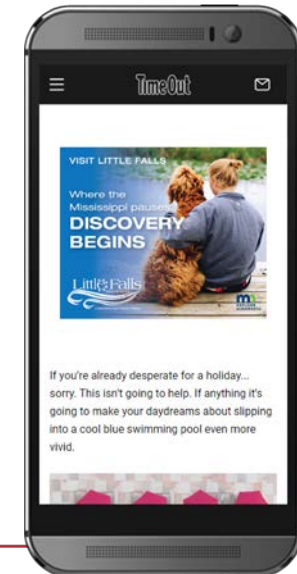 TimeOut
VISIT LITTLE FALLS
Where the
Mississippi pauses
DISCOVERY
BEGINS
Little Falls
EXPLORE
MINNESOTA
If you're already desperate for a holiday...
sorry. This isn't going to help. If anything it's
going to make your daydreams about slipping
into a cool blue swimming pool even more
vivid.